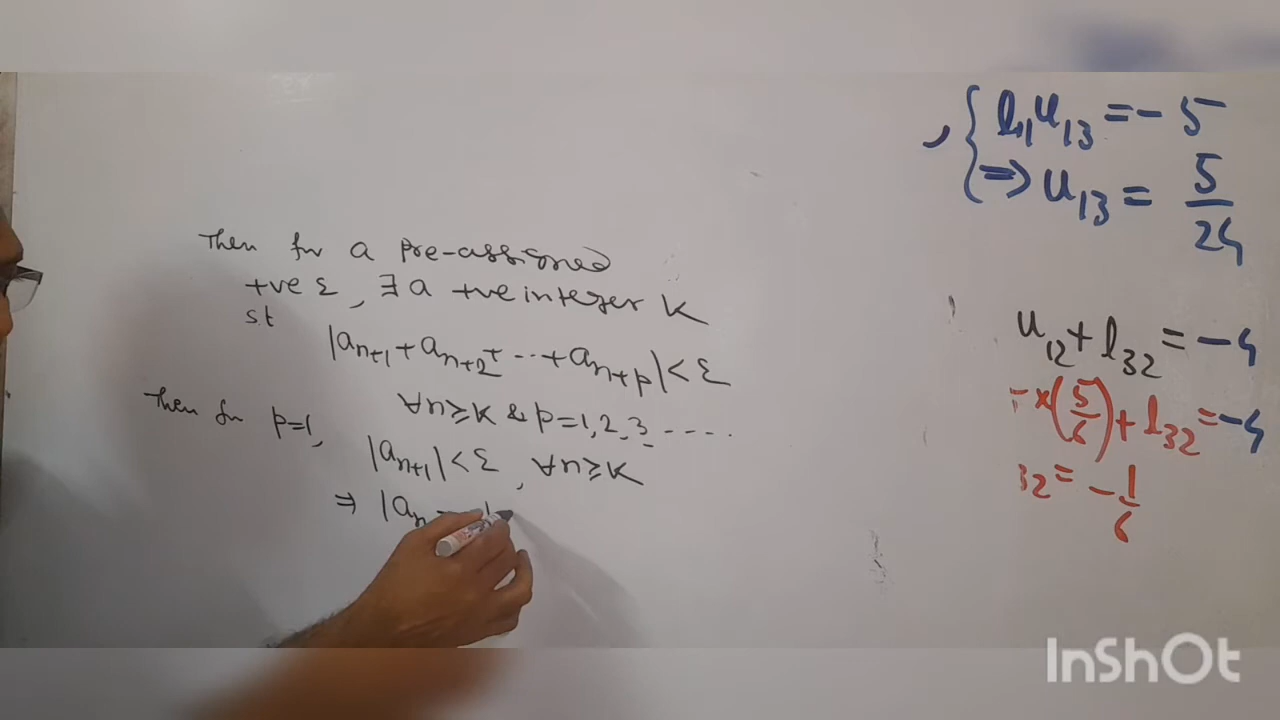 Then for a pre-assigned
+ve ε, ∃ a +ve integer K
s.t
|aₙ₊₁ + aₙ₊₂ + ... + aₙ₊ₚ| < ε
∀n ≥ K & p = 1, 2, 3 ----.
Then for p=1,
|aₙ₊₁| < ε, ∀n ≥ K
⇒ |aₙ -
, { l₁₁u₁₃ = - 5
⇒ u₁₃ = 5/24
u₁₂ + l₃₂ = -4
x(5/6) + l₃₂ = -4
32 = -1/6
InShOt